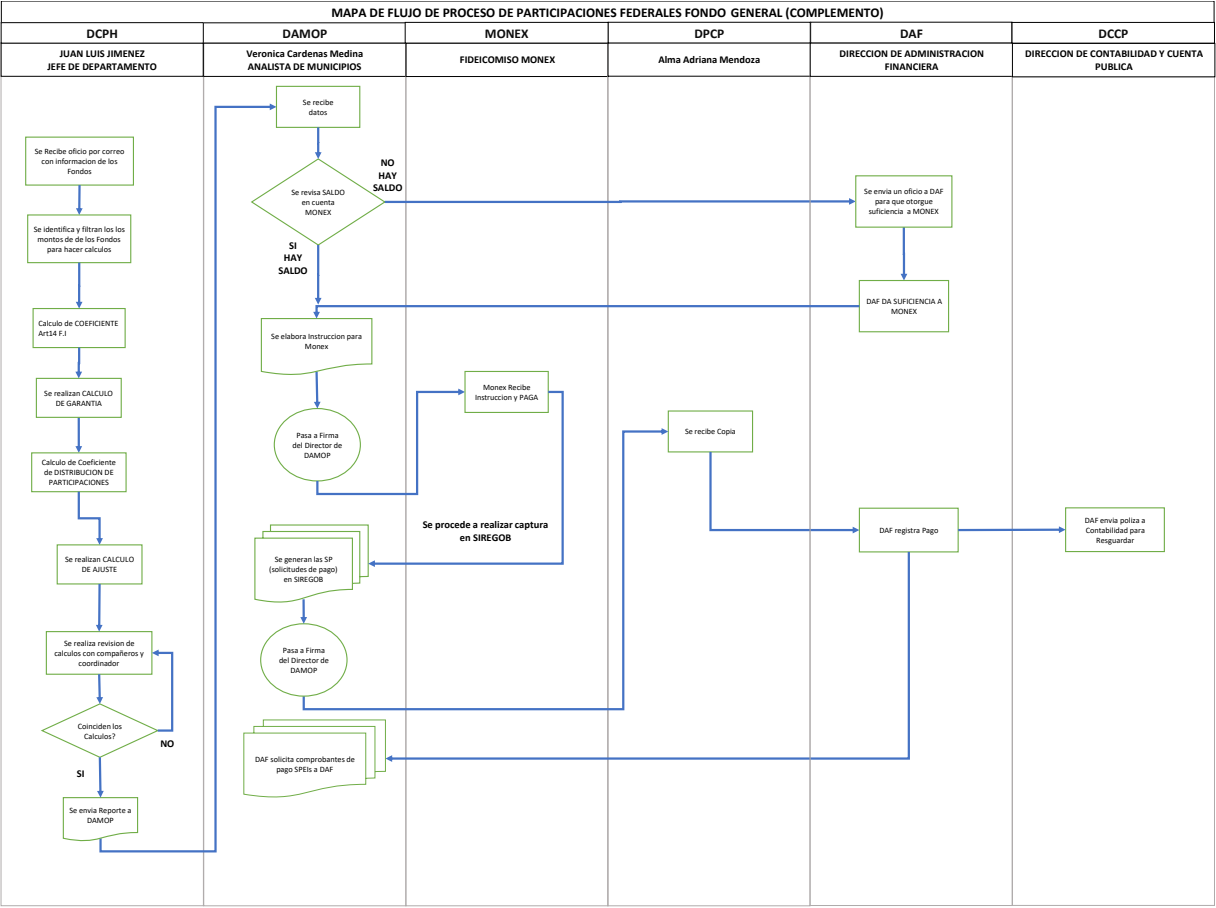 MAPA DE FLUJO DE PROCESO DE PARTICIPACIONES FEDERALES FONDO GENERAL (COMPLEMENTO)
DCPH
DAMOP
MONEX
DPCP
DAF
DCCP
JUAN LUIS JIMENEZ
JEFE DE DEPARTAMENTO
Veronica Cardenas Medina
ANALISTA DE MUNICIPIOS
FIDEICOMISO MONEX
Alma Adriana Mendoza
DIRECCION DE ADMINISTRACION
FINANCIERA
DIRECCION DE CONTABILIDAD Y CUENTA
PUBLICA
Se Recibe oficio por correo
con informacion de los
Fondos
Se identifica y filtran los los
montos de de los Fondos
para hacer calculos
Calculo de COEFICIENTE
Art14 F.I
Se realizan CALCULO
DE GARANTIA
Calculo de Coeficiente
de DISTRIBUCION DE
PARTICIPACIONES
Se realizan CALCULO
DE AJUSTE
Se realiza revision de
calculos con compañeros y
coordinador
Coinciden los
Calculos?
NO
SI
Se envia Reporte a
DAMOP
Se recibe
datos
Se revisa SALDO
en cuenta
MONEX
NO
HAY
SALDO
SI
HAY
SALDO
Se elabora Instruccion para
Monex
Pasa a Firma
del Director de
DAMOP
Se generan las SP
(solicitudes de pago)
en SIREGOB
Pasa a Firma
del Director de
DAMOP
DAF solicita comprobantes de
pago SPEIs a DAF
Monex Recibe
Instruccion y PAGA
Se procede a realizar captura
en SIREGOB
Se recibe Copia
Se envia un oficio a DAF
para que otorgue
suficiencia a MONEX
DAF DA SUFICIENCIA A
MONEX
DAF registra Pago
DAF envia poliza a
Contabilidad para
Resguardar